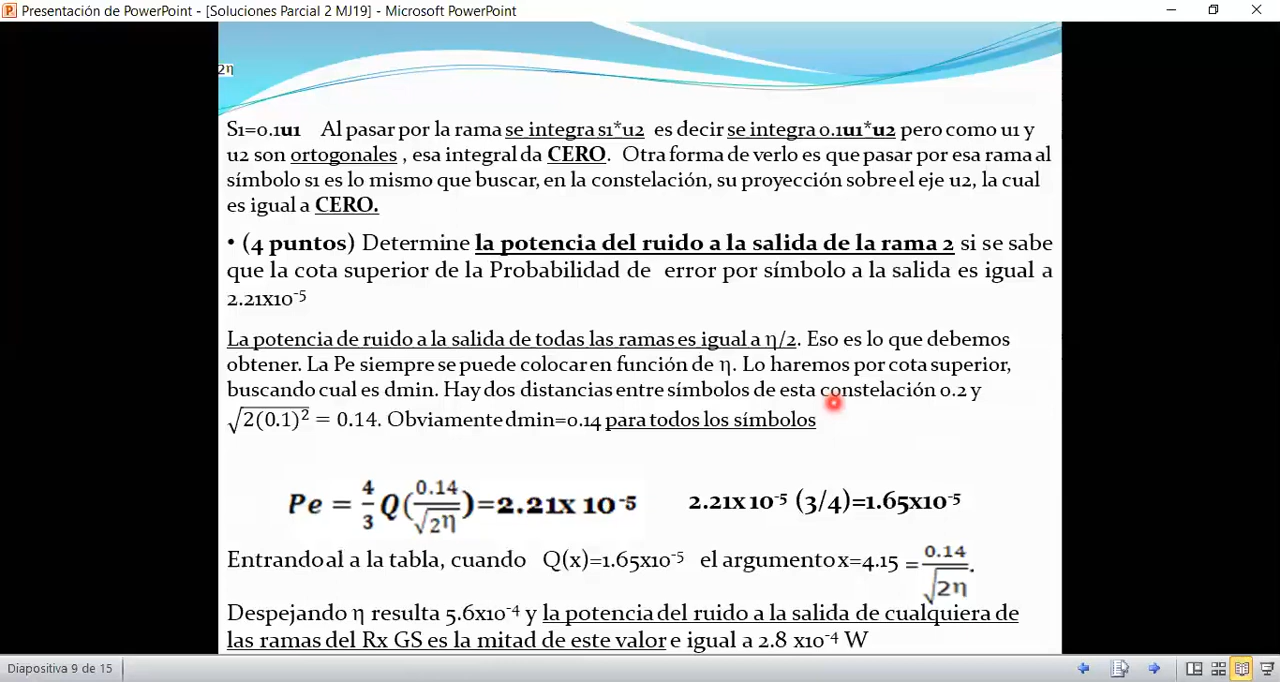 Presentación de PowerPoint - [Soluciones Parcial 2 MJ19] - Microsoft PowerPoint
2η
S1=0.1u1 Al pasar por la rama se integra s1*u2 es decir se integra 0.1u1*u2 pero como u1 y
u2 son ortogonales , esa integral da CERO. Otra forma de verlo es que pasar por esa rama al
símbolo s1 es lo mismo que buscar, en la constelación, su proyección sobre el eje u2, la cual
es igual a CERO.
• (4 puntos) Determine la potencia del ruido a la salida de la rama 2 si se sabe
que la cota superior de la Probabilidad de error por símbolo a la salida es igual a
2.21x10⁻⁵
La potencia de ruido a la salida de todas las ramas es igual a η/2. Eso es lo que debemos
obtener. La Pe siempre se puede colocar en función de η. Lo haremos por cota superior,
buscando cual es dmin. Hay dos distancias entre símbolos de esta constelación 0.2 y
√2(0.1)² = 0.14. Obviamente dmin=0.14 para todos los símbolos
Pe = 4/3 Q(0.14/√2η)=2.21x 10⁻⁵ 2.21x 10⁻⁵ (3/4)=1.65x10⁻⁵
Entrando al a la tabla, cuando Q(x)=1.65x10⁻⁵ el argumento x=4.15 = 0.14/√2η.
Despejando η resulta 5.6x10⁻⁴ y la potencia del ruido a la salida de cualquiera de
las ramas del Rx GS es la mitad de este valor e igual a 2.8 x10⁻⁴ W
Diapositiva 9 de 15